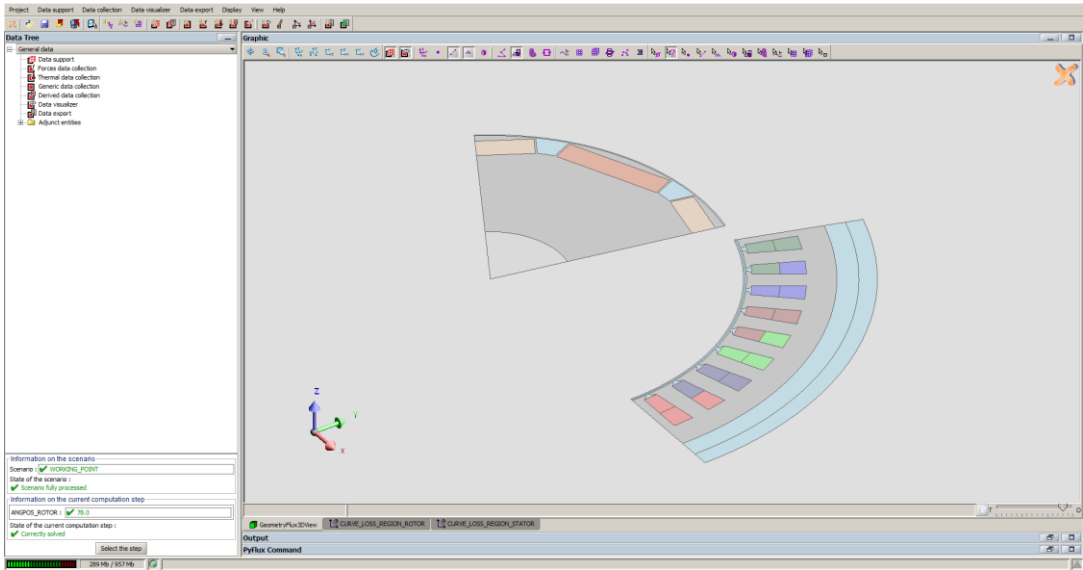 Project Data support Data collection Data visualizer Data export Display View Help
Data Tree
Graphic
General data
Data support
Forces data collection
Thermal data collection
Generic data collection
Derived data collection
Data visualizer
Data export
Adjunct entities
Z
Y
X
Information on the scenario
Scenario : WORKING_POINT
State of the scenario :
Scenario fully processed
Information on the current computation step
ANGPOS_ROTOR : 78.0
State of the current computation step :
Correctly solved
Select the step
T O
GeometryFlux3DView CURVE_LOSS_REGION_ROTOR CURVE_LOSS_REGION_STATOR
Output
Pyflux Command
289 Mb / 957 Mb